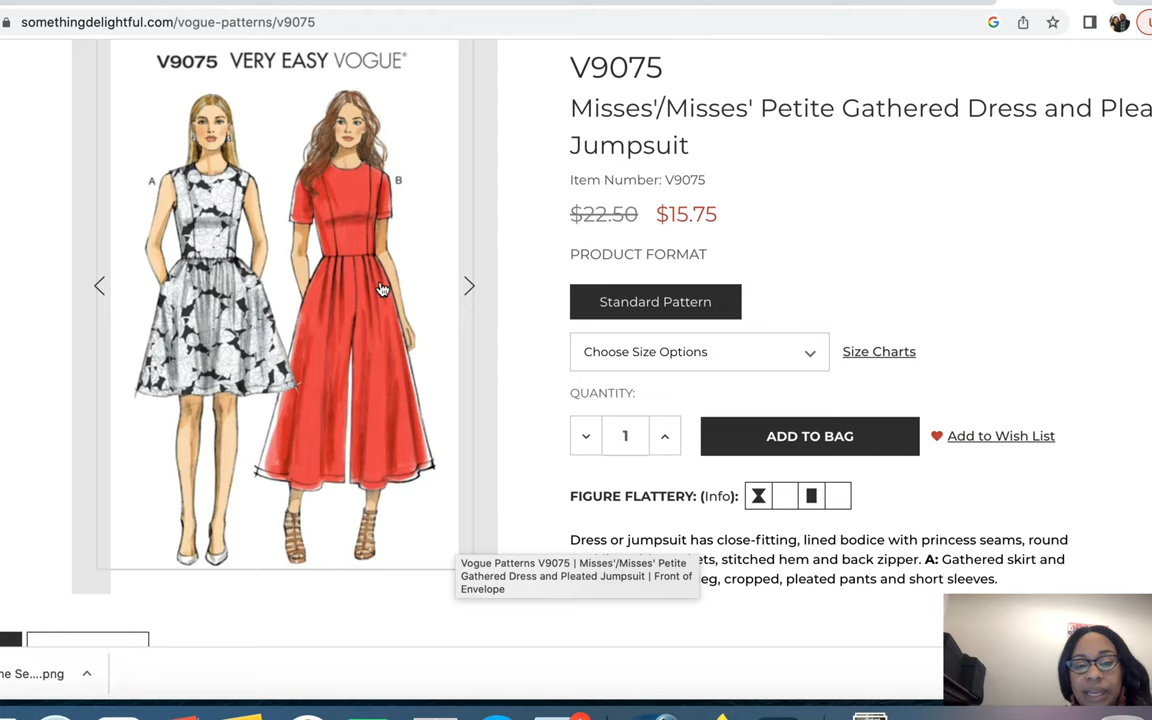 somethingdelightful.com/vogue-patterns/v9075
V9075 VERY EASY VOGUE®
A
B
V9075
Misses'/Misses' Petite Gathered Dress and Plea
Jumpsuit
Item Number: V9075
$22.50 $15.75
PRODUCT FORMAT
Standard Pattern
Choose Size Options
Size Charts
QUANTITY:
1
ADD TO BAG
Add to Wish List
FIGURE FLATTERY: (Info):
Dress or jumpsuit has close-fitting, lined bodice with princess seams, round
ets, stitched hem and back zipper. A: Gathered skirt and
eg, cropped, pleated pants and short sleeves.
Vogue Patterns V9075 | Misses'/Misses' Petite
Gathered Dress and Pleated Jumpsuit | Front of
Envelope
ne Se....png